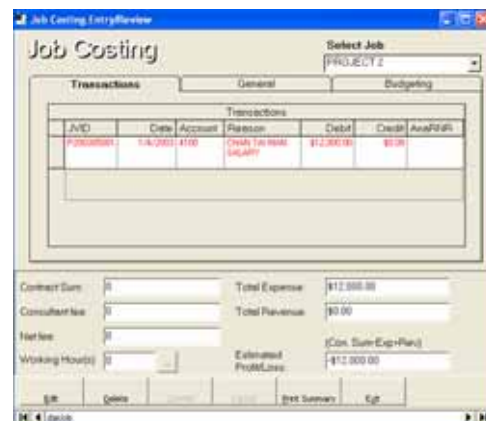 Job Costing EntryReview
Job Costing
Select Job
PROJECT 2
Transactions General Budgeting
Transactions
JVID Date Account Reason Debit Credit
1/4/2003 4100 CHAN TAI MAN $12,000.00 $0.00
SALARY
Contract Sum 0 Total Expense $12,000.00
Consultant fee 0 Total Revenue $0.00
Net fee 0
(Con. Sum-Exp+Rev)
Working Hour(s) 0 ... Estimated -$12,000.00
Profit/Loss
Edit Delete Print Summary Exit